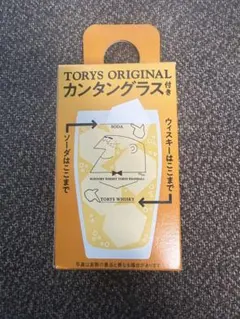 TORYS ORIGINAL
カンタングラス付き
SODA
ソーダはここまで
ウイスキーはここまで
TORYS WHISKY